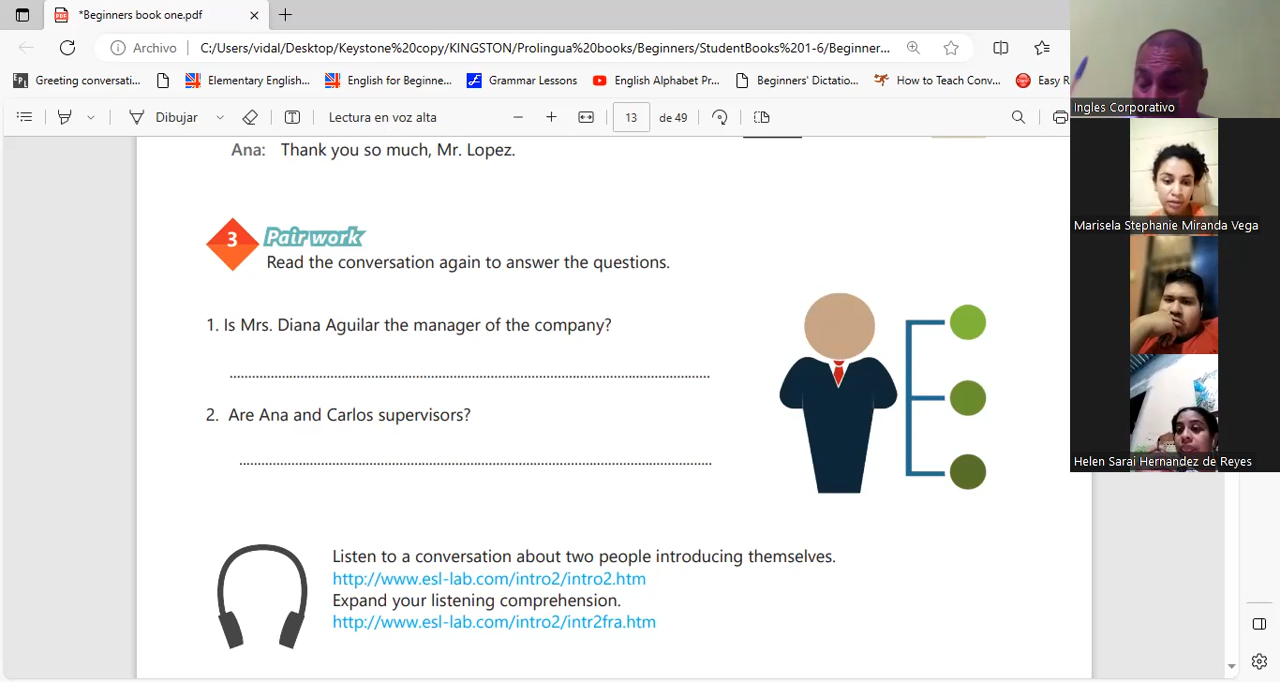 *Beginners book one.pdf
Archivo
C:/Users/vidal/Desktop/Keystone%20copy/KINGSTON/Prolingua%20books/Beginners/StudentBooks%201-6/Beginner...
Greeting conversati...
Elementary English...
English for Beginne...
Grammar Lessons
English Alphabet Pr...
Beginners' Dictatio...
How to Teach Conv...
Easy R
Dibujar
Lectura en voz alta
13
de 49
Ingles Corporativo
Marisela Stephanie Miranda Vega
Helen Sarai Hernandez de Reyes
Ana: Thank you so much, Mr. Lopez.
3 Pair work
Read the conversation again to answer the questions.
1. Is Mrs. Diana Aguilar the manager of the company?
2. Are Ana and Carlos supervisors?
Listen to a conversation about two people introducing themselves.
http://www.esl-lab.com/intro2/intro2.htm
Expand your listening comprehension.
http://www.esl-lab.com/intro2/intr2fra.htm